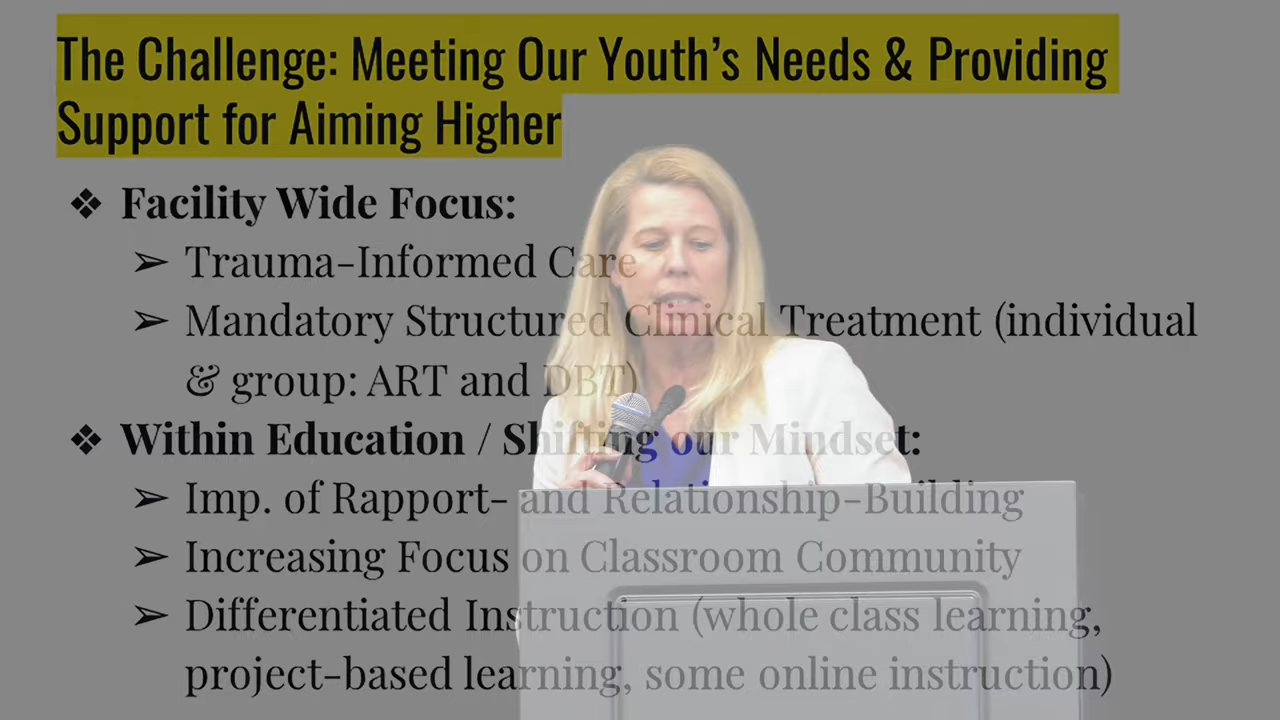 The Challenge: Meeting Our Youth's Needs & Providing
Support for Aiming Higher
❖ Facility Wide Focus:
➢ Trauma-Informed Care
➢ Mandatory Structured Clinical Treatment (individual
& group: ART and DBT)
❖ Within Education / Shifting our Mindset:
➢ Imp. of Rapport- and Relationship-Building
➢ Increasing Focus on Classroom Community
➢ Differentiated Instruction (whole class learning,
project-based learning, some online instruction)